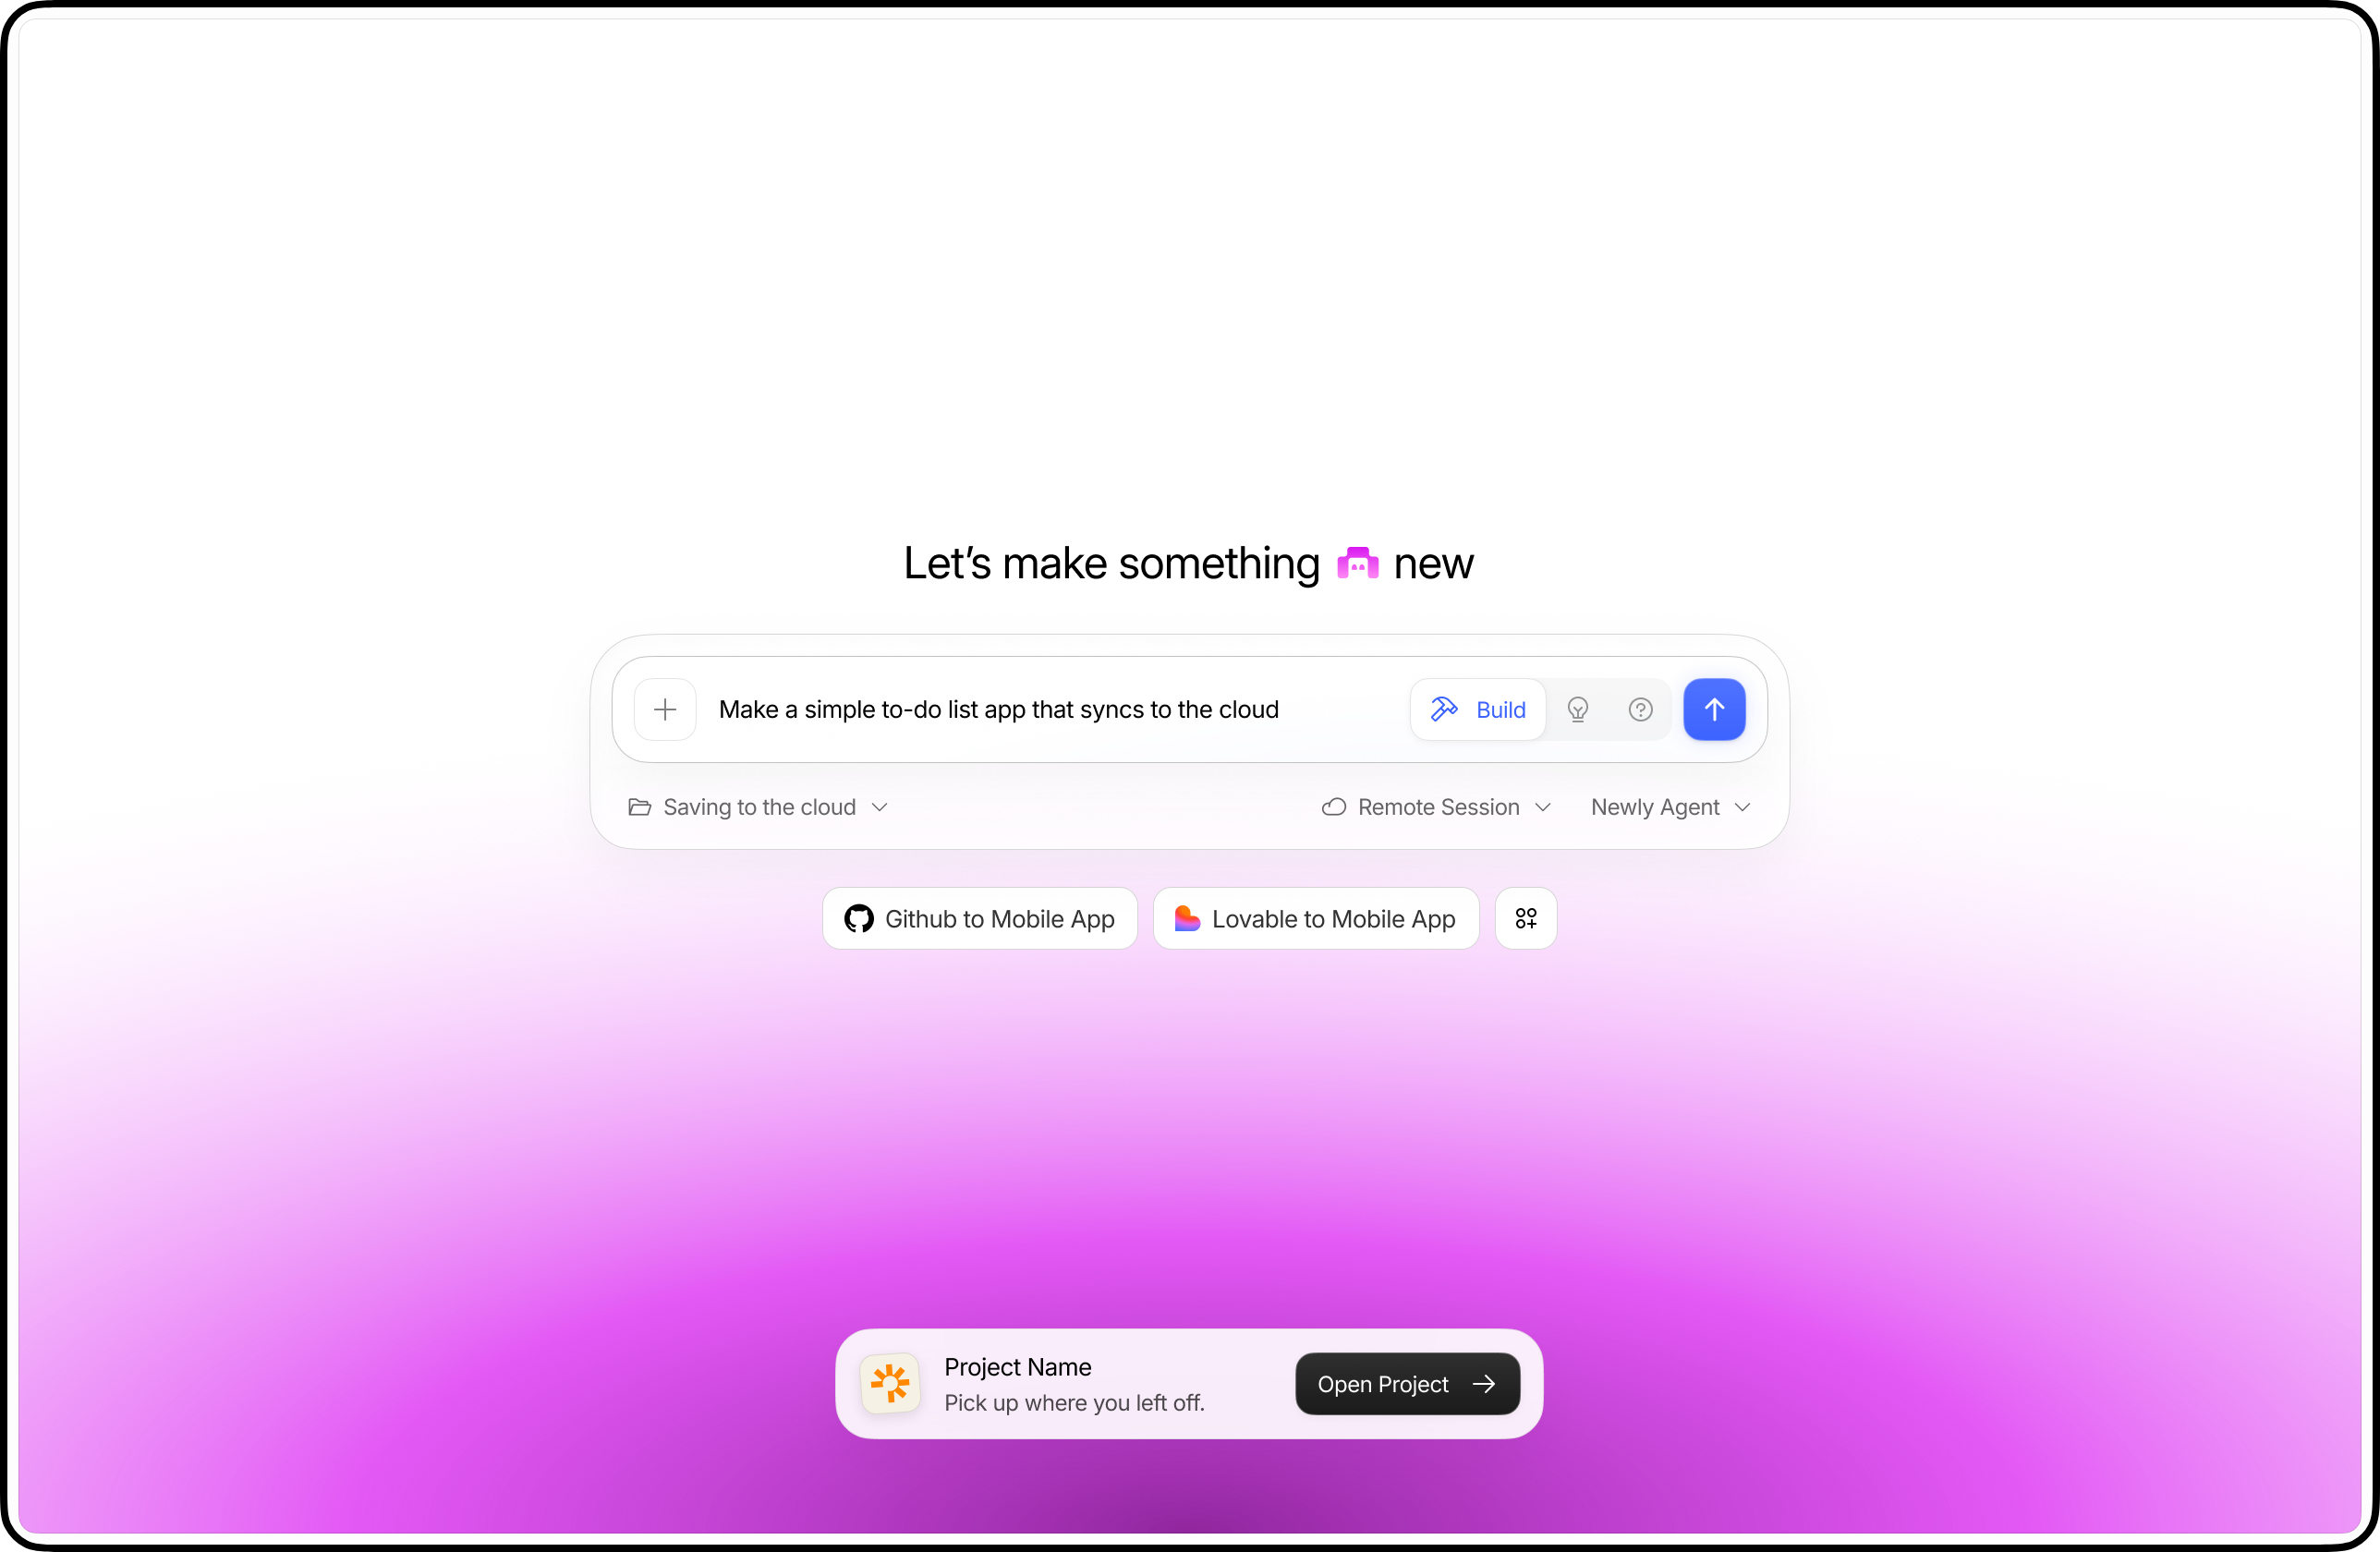 Let’s make something new
Make a simple to-do list app that syncs to the cloud
Build
Saving to the cloud
Remote Session
Newly Agent
Github to Mobile App
Lovable to Mobile App
Project Name
Pick up where you left off.
Open Project